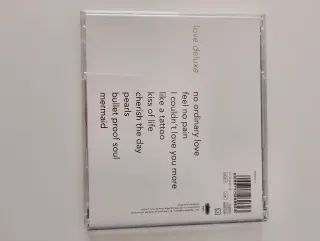 love deluxe
no ordinary love
feel no pain
I couldn't love you more
like a tattoo
kiss of life
cherish the day
pearls
bullet proof soul
mermaid